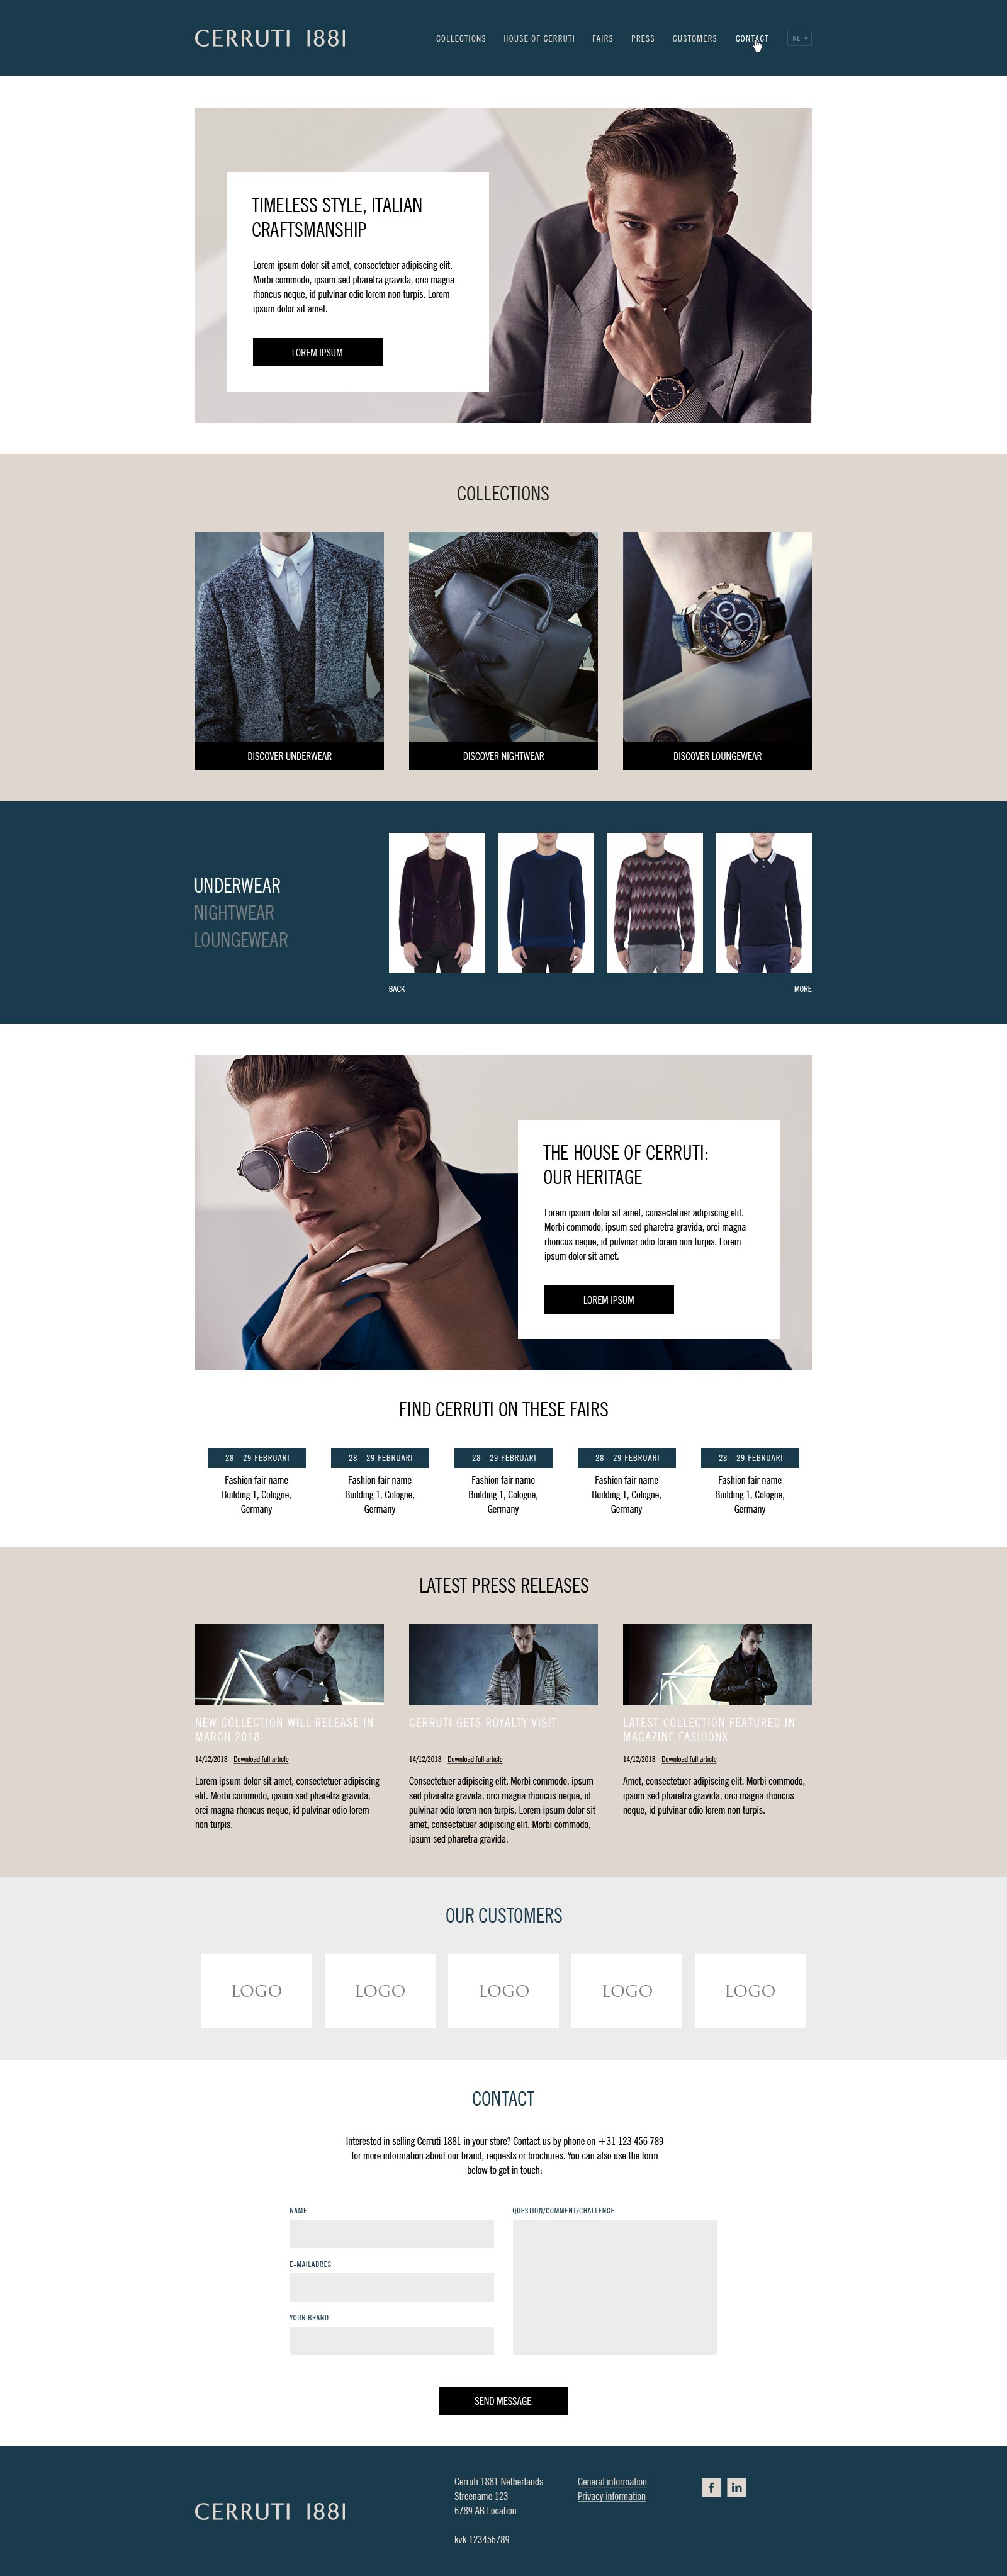 CERRUTI 1881
COLLECTIONS
HOUSE OF CERRUTI
FAIRS
PRESS
CUSTOMERS
CONTACT
NL
TIMELESS STYLE, ITALIAN
CRAFTSMANSHIP
Lorem ipsum dolor sit amet, consectetuer adipiscing elit.
Morbi commodo, ipsum sed pharetra gravida, orci magna
rhoncus neque, id pulvinar odio lorem non turpis. Lorem
ipsum dolor sit amet.
LOREM IPSUM
COLLECTIONS
DISCOVER UNDERWEAR
DISCOVER NIGHTWEAR
DISCOVER LOUNGEWEAR
UNDERWEAR
NIGHTWEAR
LOUNGEWEAR
BACK
MORE
THE HOUSE OF CERRUTI:
OUR HERITAGE
Lorem ipsum dolor sit amet, consectetuer adipiscing elit.
Morbi commodo, ipsum sed pharetra gravida, orci magna
rhoncus neque, id pulvinar odio lorem non turpis. Lorem
ipsum dolor sit amet.
LOREM IPSUM
FIND CERRUTI ON THESE FAIRS
28 - 29 FEBRUARI
Fashion fair name
Building 1, Cologne,
Germany
28 - 29 FEBRUARI
Fashion fair name
Building 1, Cologne,
Germany
28 - 29 FEBRUARI
Fashion fair name
Building 1, Cologne,
Germany
28 - 29 FEBRUARI
Fashion fair name
Building 1, Cologne,
Germany
28 - 29 FEBRUARI
Fashion fair name
Building 1, Cologne,
Germany
LATEST PRESS RELEASES
NEW COLLECTION WILL RELEASE IN
MARCH 2018
14/12/2018 - Download full article
Lorem ipsum dolor sit amet, consectetuer adipiscing
elit. Morbi commodo, ipsum sed pharetra gravida,
orci magna rhoncus neque, id pulvinar odio lorem
non turpis.
CERRUTI GETS ROYALTY VISIT
14/12/2018 - Download full article
Consectetuer adipiscing elit. Morbi commodo, ipsum
sed pharetra gravida, orci magna rhoncus neque, id
pulvinar odio lorem non turpis. Lorem ipsum dolor sit
amet, consectetuer adipiscing elit. Morbi commodo,
ipsum sed pharetra gravida.
LATEST COLLECTION FEATURED IN
MAGAZINE FASHIONX
14/12/2018 - Download full article
Amet, consectetuer adipiscing elit. Morbi commodo,
ipsum sed pharetra gravida, orci magna rhoncus
neque, id pulvinar odio lorem non turpis.
OUR CUSTOMERS
LOGO
LOGO
LOGO
LOGO
LOGO
CONTACT
Interested in selling Cerruti 1881 in your store? Contact us by phone on +31 123 456 789
for more information about our brand, requests or brochures. You can also use the form
below to get in touch:
NAME
E-MAILADRES
YOUR BRAND
QUESTION/COMMENT/CHALLENGE
SEND MESSAGE
CERRUTI 1881
Cerruti 1881 Netherlands
Streename 123
6789 AB Location
kvk 123456789
General information
Privacy information
f
in